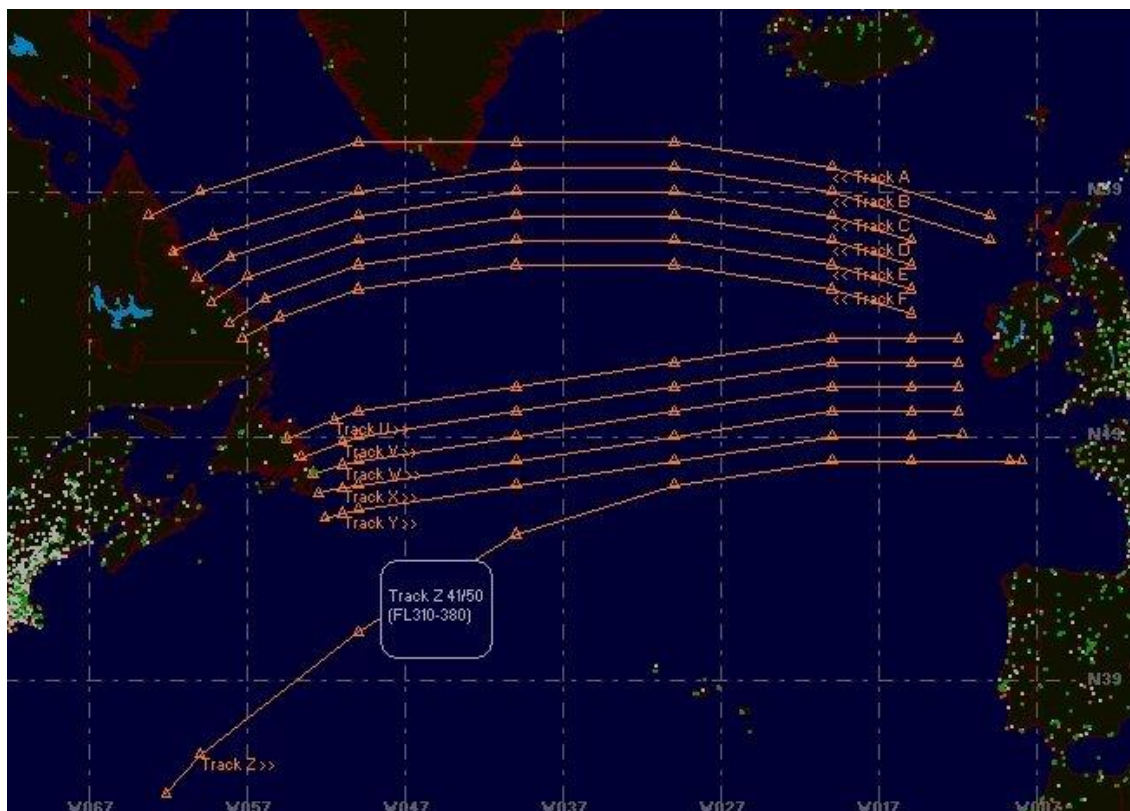 << Track A
N59
<< Track B
<< Track C
<< Track D
<< Track E
<< Track F
Track U >>
N49
Track V >>
Track W >>
Track X >>
Track Y >>
Track Z 41/50
(FL310-380)
N39
Track Z >>
W067 W057 W047 W037 W027 W017 W007